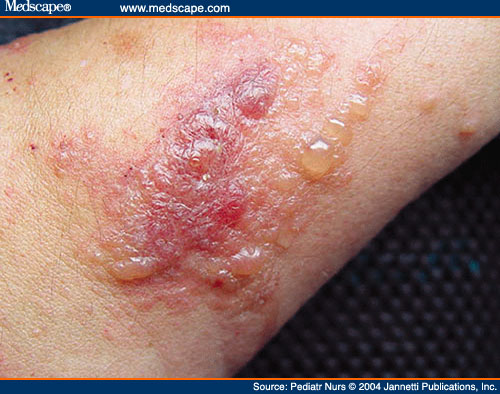 Medscape® www.medscape.com
Source: Pediatr Nurs © 2004 Jannetti Publications, Inc.